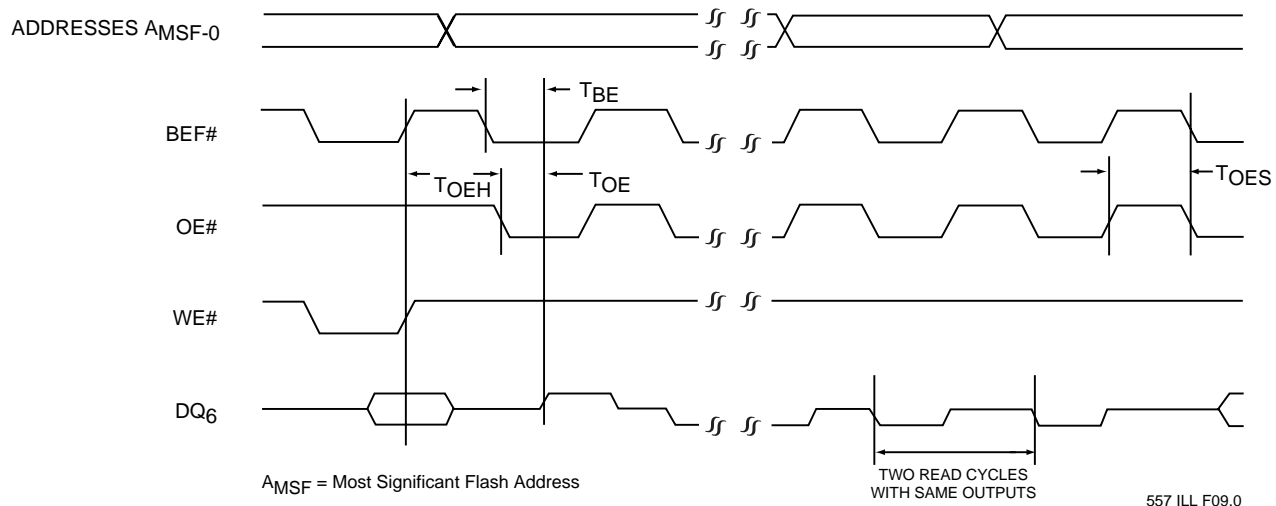 ADDRESSES AMSF-0
TBE
BEF#
TOEH
TOE
TOES
OE#
WE#
DQ6
AMSF = Most Significant Flash Address
TWO READ CYCLES
WITH SAME OUTPUTS
557 ILL F09.0